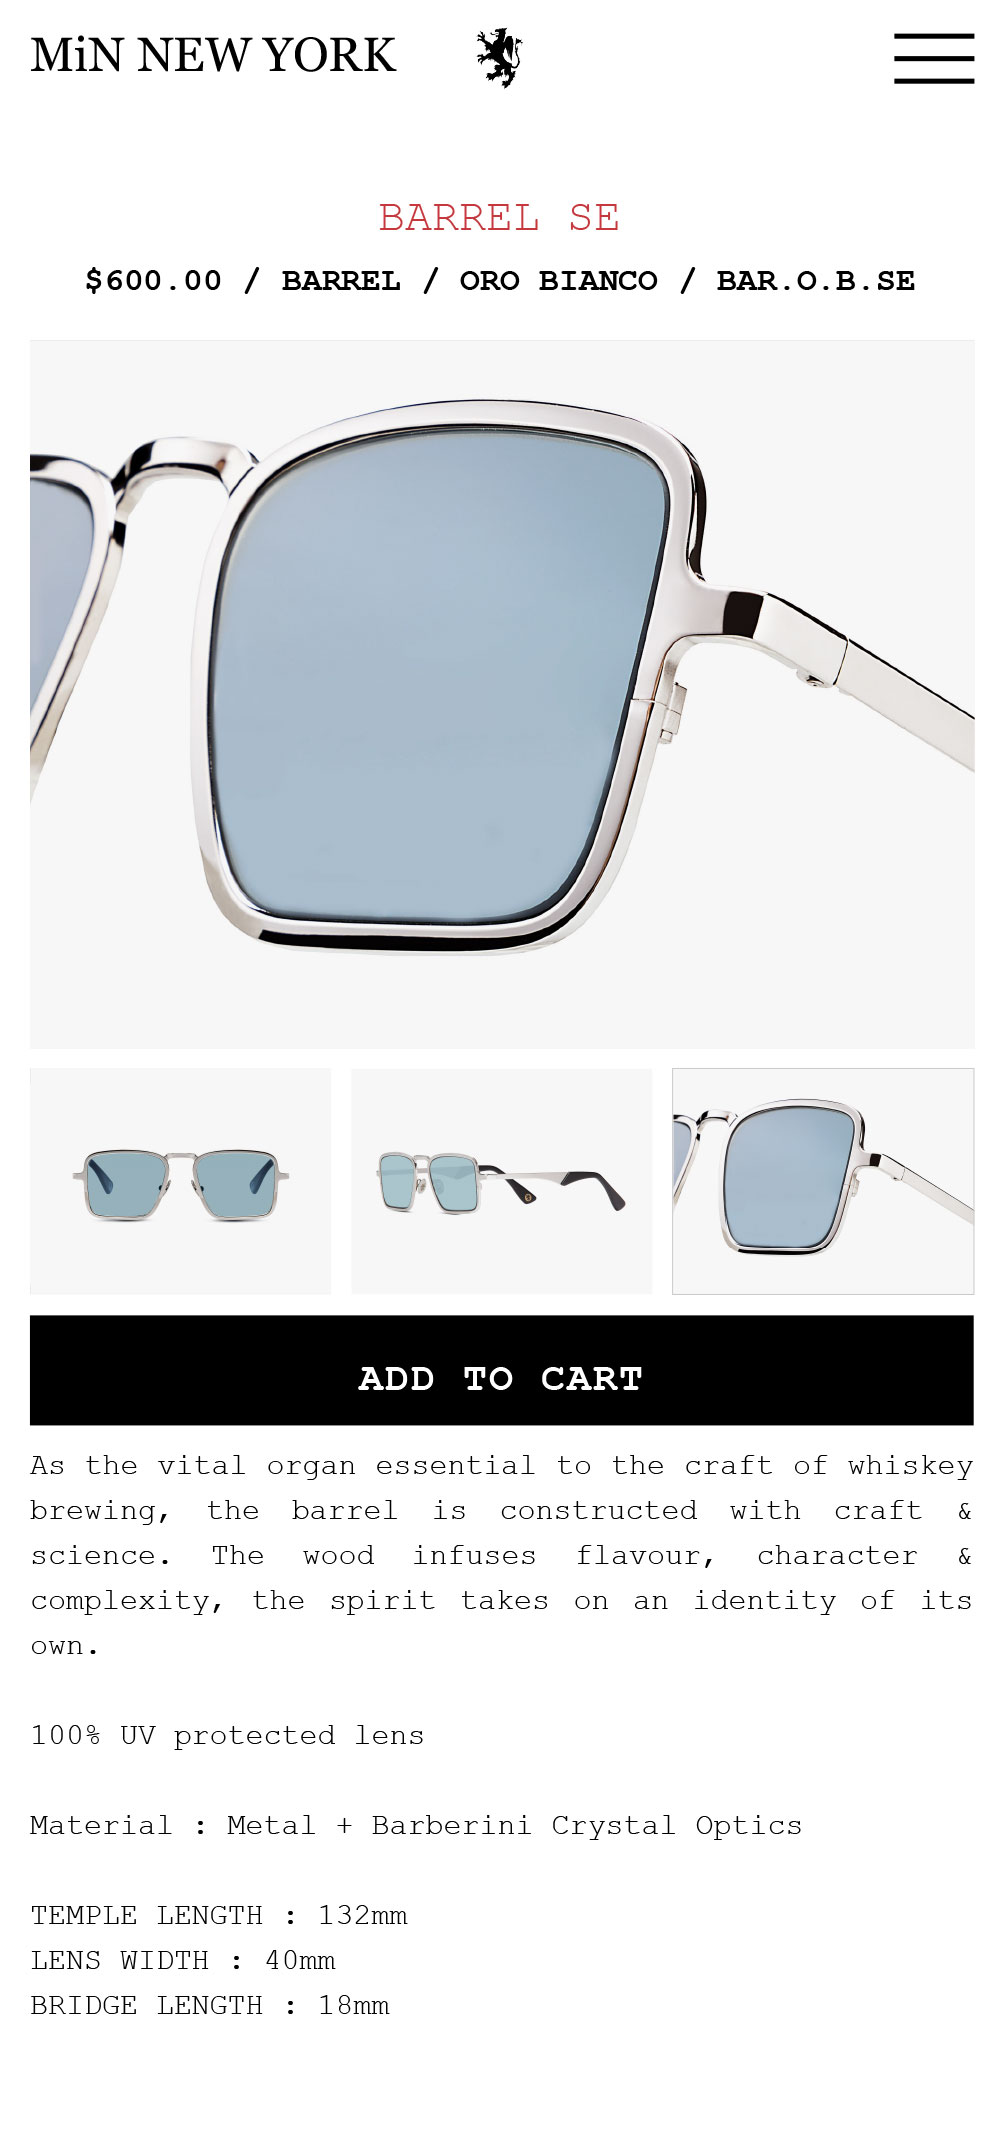 MiN NEW YORK
BARREL SE
$600.00 / BARREL / ORO BIANCO / BAR.O.B.SE
ADD TO CART
As the vital organ essential to the craft of whiskey
brewing, the barrel is constructed with craft &
science. The wood infuses flavour, character &
complexity, the spirit takes on an identity of its
own.
100% UV protected lens
Material : Metal + Barberini Crystal Optics
TEMPLE LENGTH : 132mm
LENS WIDTH : 40mm
BRIDGE LENGTH : 18mm